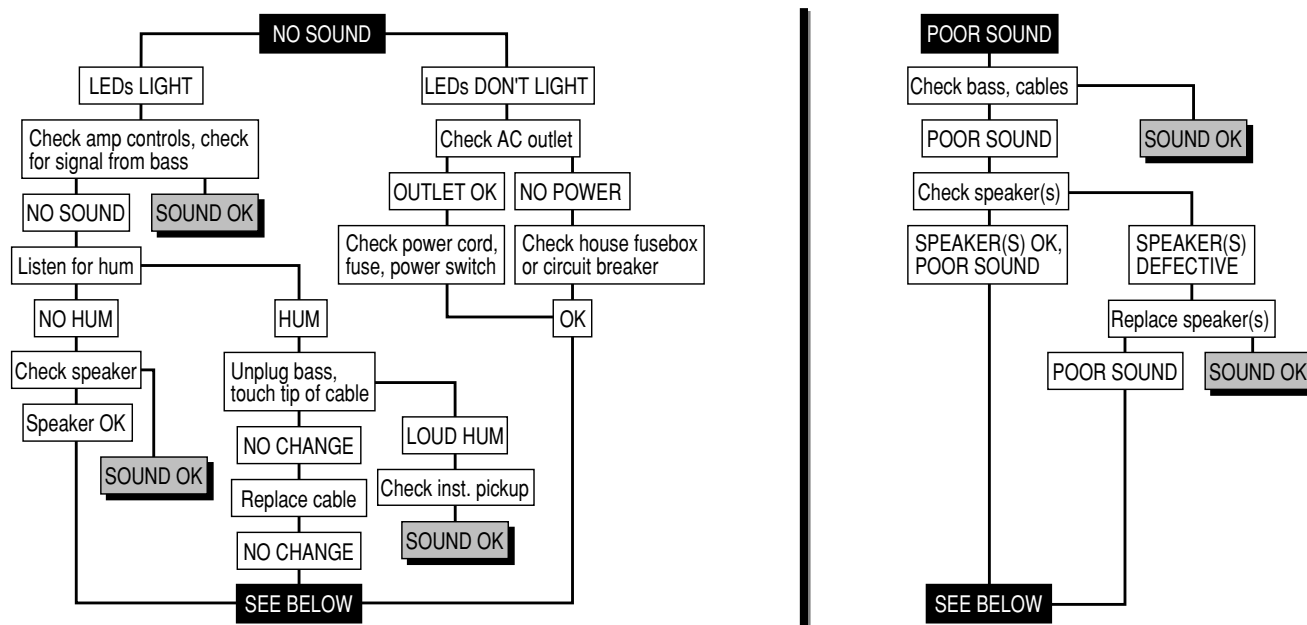 NO SOUND
LEDs LIGHT
LEDs DON'T LIGHT
Check amp controls, check
for signal from bass
Check AC outlet
NO SOUND
SOUND OK
OUTLET OK
NO POWER
Listen for hum
Check power cord,
fuse, power switch
Check house fusebox
or circuit breaker
NO HUM
HUM
OK
Check speaker
Unplug bass,
touch tip of cable
Speaker OK
NO CHANGE
LOUD HUM
SOUND OK
Replace cable
Check inst. pickup
NO CHANGE
SOUND OK
SEE BELOW
POOR SOUND
Check bass, cables
POOR SOUND
SOUND OK
Check speaker(s)
SPEAKER(S) OK,
POOR SOUND
SPEAKER(S)
DEFECTIVE
Replace speaker(s)
POOR SOUND
SOUND OK
SEE BELOW